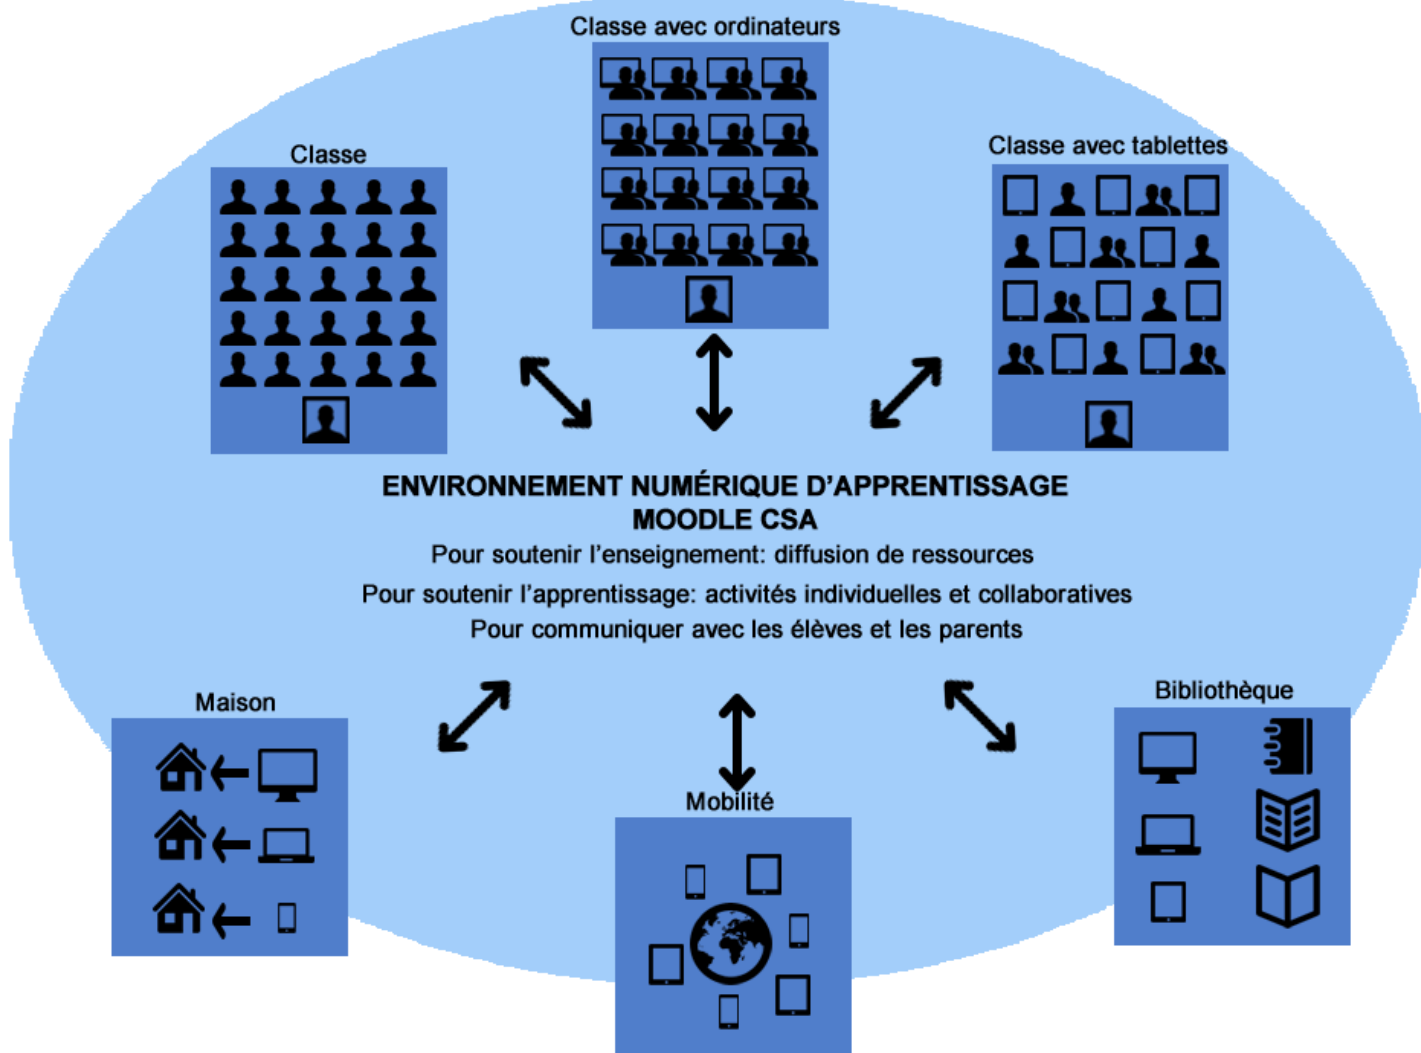 Classe avec ordinateurs
Classe
Classe avec tablettes
ENVIRONNEMENT NUMÉRIQUE D'APPRENTISSAGE
MOODLE CSA
Pour soutenir l'enseignement: diffusion de ressources
Pour soutenir l'apprentissage: activités individuelles et collaboratives
Pour communiquer avec les élèves et les parents
Maison
Mobilité
Bibliothèque